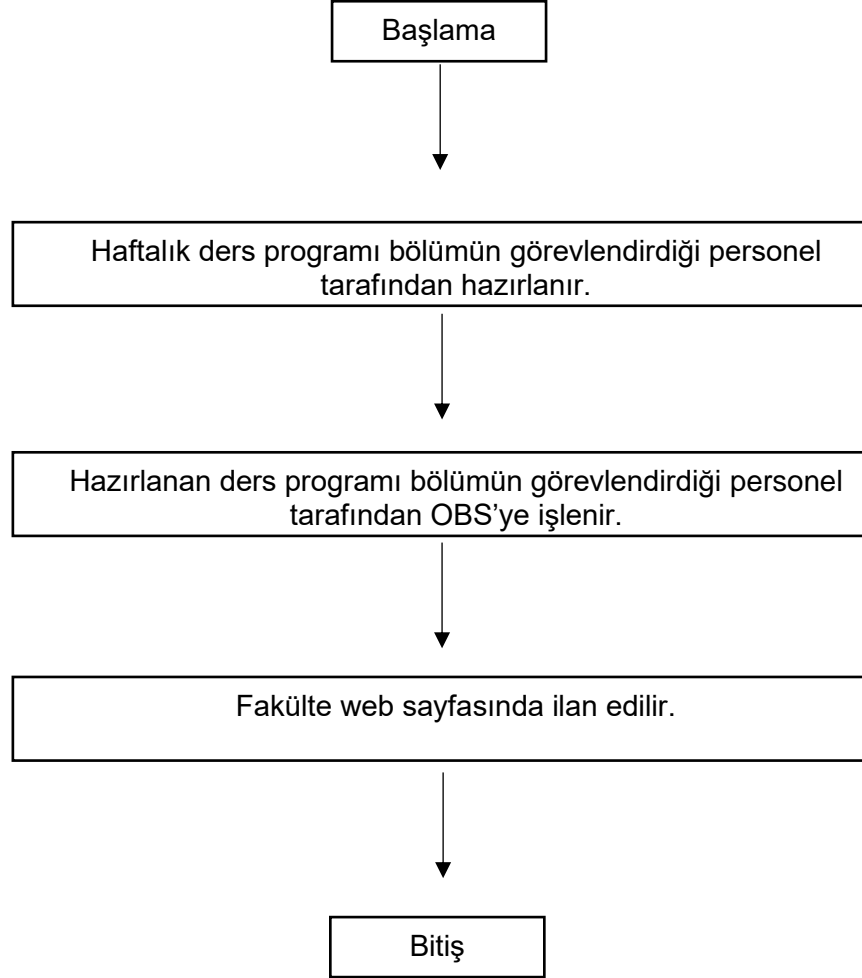 Başlama
Haftalık ders programı bölümün görevlendirdiği personel
tarafından hazırlanır.
Hazırlanan ders programı bölümün görevlendirdiği personel
tarafından OBS’ye işlenir.
Fakülte web sayfasında ilan edilir.
Bitiş